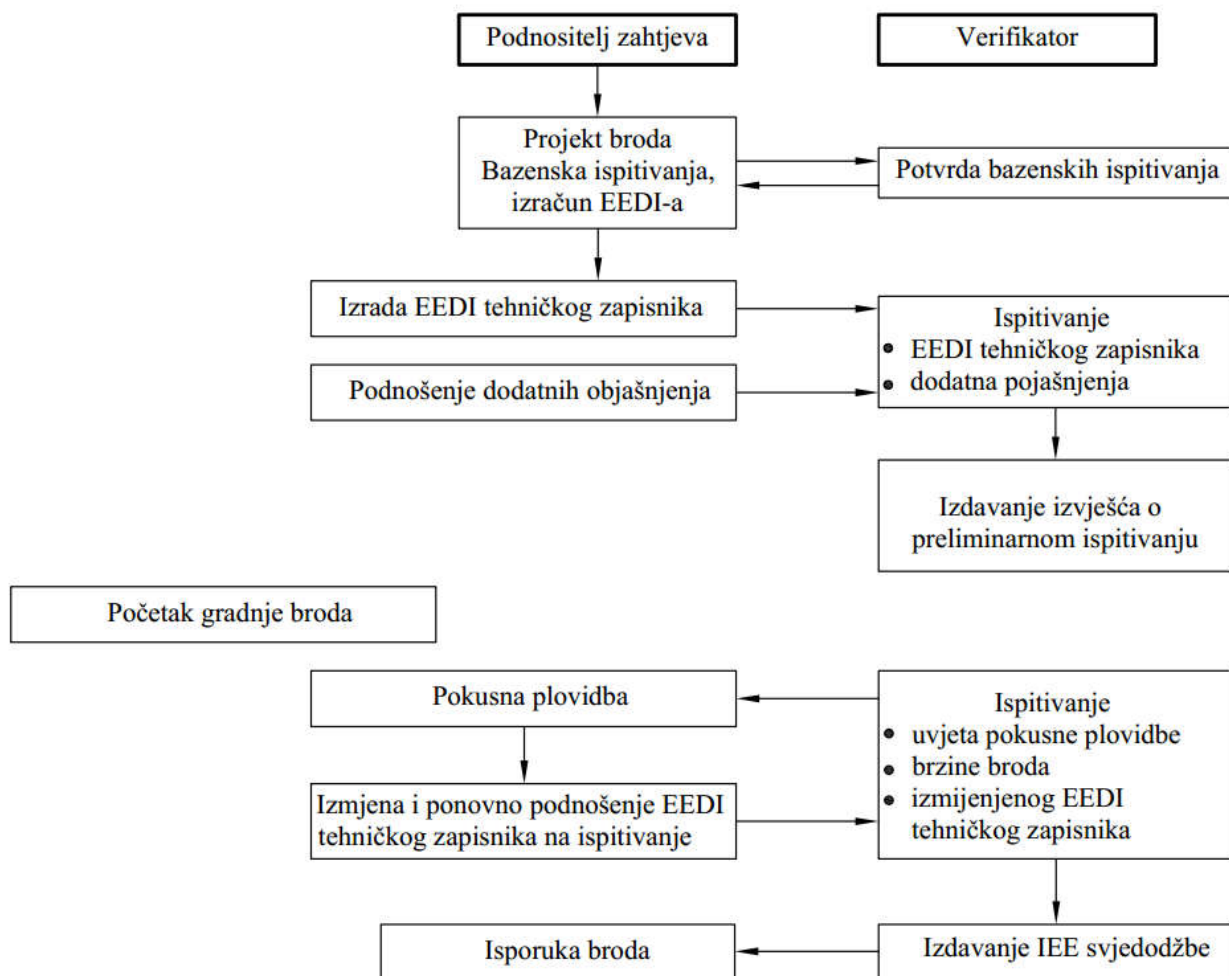 Podnositelj zahtjeva
Verifikator
Projekt broda
Bazenska ispitivanja,
izračun EEDI-a
Potvrda bazenskih ispitivanja
Izrada EEDI tehničkog zapisnika
Ispitivanje
• EEDI tehničkog zapisnika
• dodatna pojašnjenja
Podnošenje dodatnih objašnjenja
Izdavanje izvješća o
preliminarnom ispitivanju
Početak gradnje broda
Pokusna plovidba
Ispitivanje
• uvjeta pokusne plovidbe
• brzine broda
• izmijenjenog EEDI
tehničkog zapisnika
Izmjena i ponovno podnošenje EEDI
tehničkog zapisnika na ispitivanje
Isporuka broda
Izdavanje IEE svjedodžbe